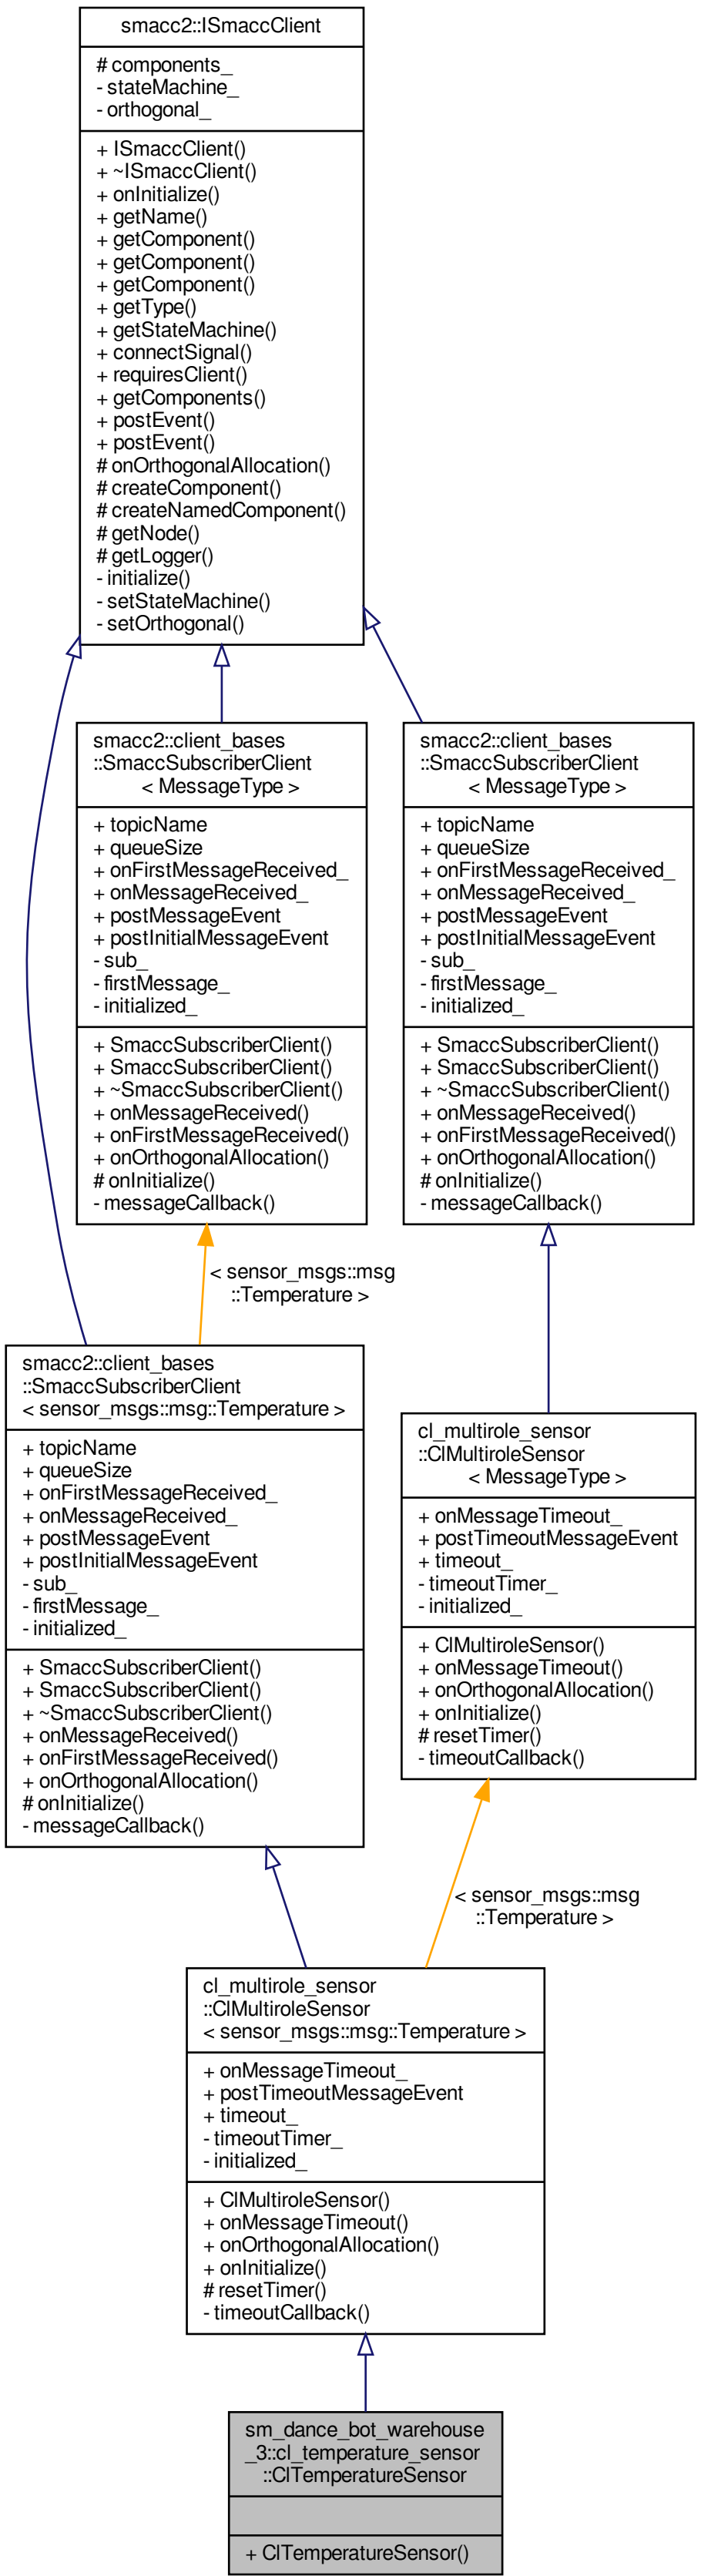 smacc2::ISmaccClient
# components_
- stateMachine_
- orthogonal_
+ ISmaccClient()
+ ~ISmaccClient()
+ onInitialize()
+ getName()
+ getComponent()
+ getComponent()
+ getComponent()
+ getType()
+ getStateMachine()
+ connectSignal()
+ requiresClient()
+ getComponents()
+ postEvent()
+ postEvent()
# onOrthogonalAllocation()
# createComponent()
# createNamedComponent()
# getNode()
# getLogger()
- initialize()
- setStateMachine()
- setOrthogonal()
smacc2::client_bases
::SmaccSubscriberClient
< MessageType >
+ topicName
+ queueSize
+ onFirstMessageReceived_
+ onMessageReceived_
+ postMessageEvent
+ postInitialMessageEvent
- sub_
- firstMessage_
- initialized_
+ SmaccSubscriberClient()
+ SmaccSubscriberClient()
+ ~SmaccSubscriberClient()
+ onMessageReceived()
+ onFirstMessageReceived()
+ onOrthogonalAllocation()
# onInitialize()
- messageCallback()
smacc2::client_bases
::SmaccSubscriberClient
< MessageType >
+ topicName
+ queueSize
+ onFirstMessageReceived_
+ onMessageReceived_
+ postMessageEvent
+ postInitialMessageEvent
- sub_
- firstMessage_
- initialized_
+ SmaccSubscriberClient()
+ SmaccSubscriberClient()
+ ~SmaccSubscriberClient()
+ onMessageReceived()
+ onFirstMessageReceived()
+ onOrthogonalAllocation()
# onInitialize()
- messageCallback()
< sensor_msgs::msg
::Temperature >
smacc2::client_bases
::SmaccSubscriberClient
< sensor_msgs::msg::Temperature >
+ topicName
+ queueSize
+ onFirstMessageReceived_
+ onMessageReceived_
+ postMessageEvent
+ postInitialMessageEvent
- sub_
- firstMessage_
- initialized_
+ SmaccSubscriberClient()
+ SmaccSubscriberClient()
+ ~SmaccSubscriberClient()
+ onMessageReceived()
+ onFirstMessageReceived()
+ onOrthogonalAllocation()
# onInitialize()
- messageCallback()
cl_multirole_sensor
::ClMultiroleSensor
< MessageType >
+ onMessageTimeout_
+ postTimeoutMessageEvent
+ timeout_
- timeoutTimer_
- initialized_
+ ClMultiroleSensor()
+ onMessageTimeout()
+ onOrthogonalAllocation()
+ onInitialize()
# resetTimer()
- timeoutCallback()
< sensor_msgs::msg
::Temperature >
cl_multirole_sensor
::ClMultiroleSensor
< sensor_msgs::msg::Temperature >
+ onMessageTimeout_
+ postTimeoutMessageEvent
+ timeout_
- timeoutTimer_
- initialized_
+ ClMultiroleSensor()
+ onMessageTimeout()
+ onOrthogonalAllocation()
+ onInitialize()
# resetTimer()
- timeoutCallback()
sm_dance_bot_warehouse
_3::cl_temperature_sensor
::ClTemperatureSensor
+ ClTemperatureSensor()